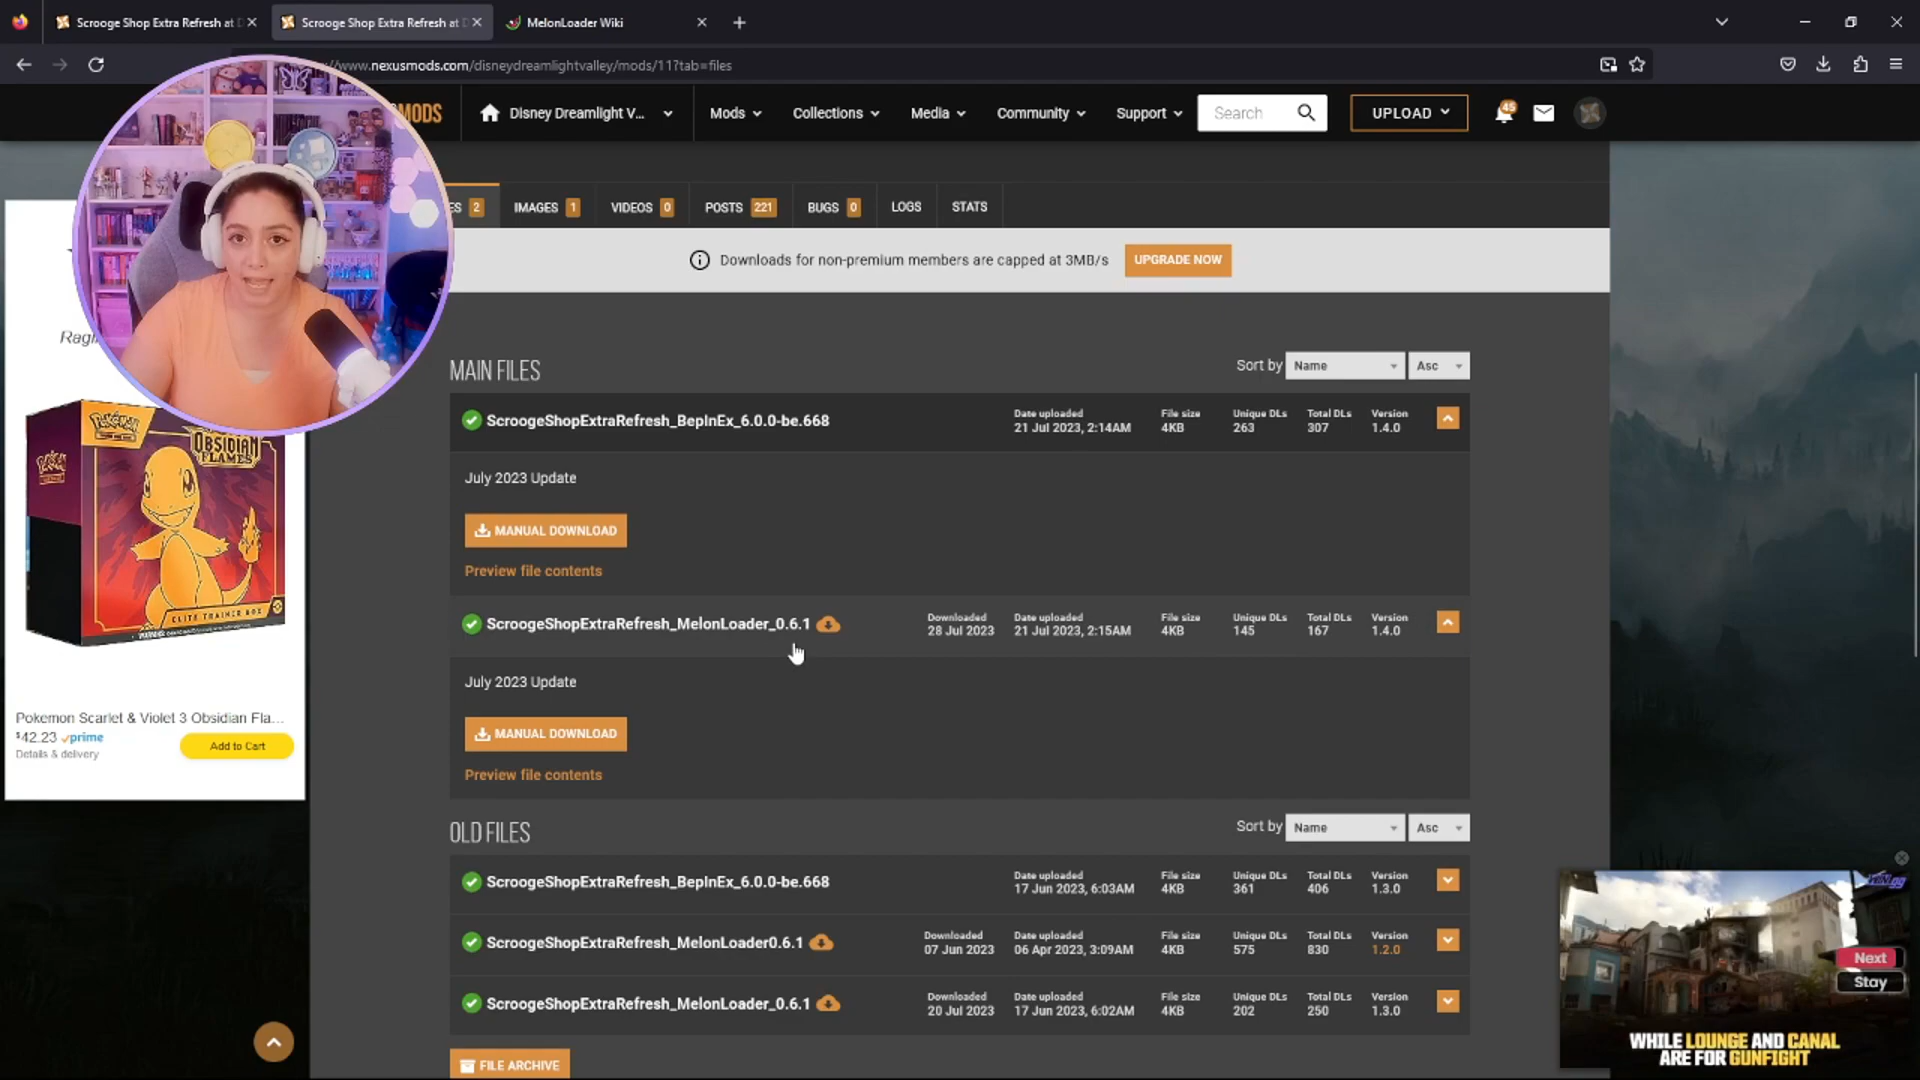 Scrooge Shop Extra Refresh at D
Scrooge Shop Extra Refresh at D
MelonLoader Wiki
www.nexusmods.com/disneydreamlightvalley/mods/11?tab=files
MODS
Disney Dreamlight V...
Mods
Collections
Media
Community
Support
Search
UPLOAD
45
ES 2
IMAGES 1
VIDEOS 0
POSTS 221
BUGS 0
LOGS
STATS
Downloads for non-premium members are capped at 3MB/s
UPGRADE NOW
MAIN FILES
Sort by Name Asc
ScroogeShopExtraRefresh_BepInEx_6.0.0-be.668
Date uploaded
21 Jul 2023, 2:14AM
File size
4KB
Unique DLs
263
Total DLs
307
Version
1.4.0
July 2023 Update
MANUAL DOWNLOAD
Preview file contents
ScroogeShopExtraRefresh_MelonLoader_0.6.1
Downloaded
28 Jul 2023
Date uploaded
21 Jul 2023, 2:15AM
File size
4KB
Unique DLs
145
Total DLs
167
Version
1.4.0
July 2023 Update
MANUAL DOWNLOAD
Preview file contents
OLD FILES
Sort by Name Asc
ScroogeShopExtraRefresh_BepInEx_6.0.0-be.668
Date uploaded
17 Jun 2023, 6:03AM
File size
4KB
Unique DLs
361
Total DLs
406
Version
1.3.0
ScroogeShopExtraRefresh_MelonLoader0.6.1
Downloaded
07 Jun 2023
Date uploaded
06 Apr 2023, 3:09AM
File size
4KB
Unique DLs
575
Total DLs
830
Version
1.2.0
ScroogeShopExtraRefresh_MelonLoader_0.6.1
Downloaded
20 Jul 2023
Date uploaded
17 Jun 2023, 6:02AM
File size
4KB
Unique DLs
202
Total DLs
250
Version
1.3.0
FILE ARCHIVE
Ragi
Pokémon
OBSIDIAN
FLAMES
ELITE TRAINER BOX
Pokemon Scarlet & Violet 3 Obsidian Fla...
$42.23 prime
Details & delivery
Add to Cart
Next
Stay
WHILE LOUNGE AND CANAL
ARE FOR GUNFIGHT